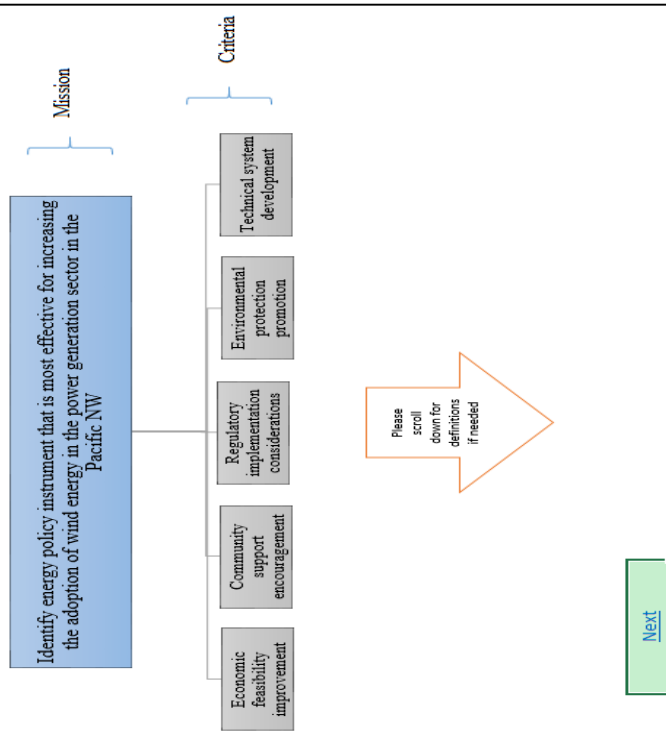 Mission
Identify energy policy instrument that is most effective for increasing
the adoption of wind energy in the power generation sector in the
Pacific NW
Criteria
Economic
feasibility
improvement
Community
support
encouragement
Regulatory
implementation
considerations
Environmental
protection
promotion
Technical system
development
Please
scroll
down for
definitions
if needed
Next